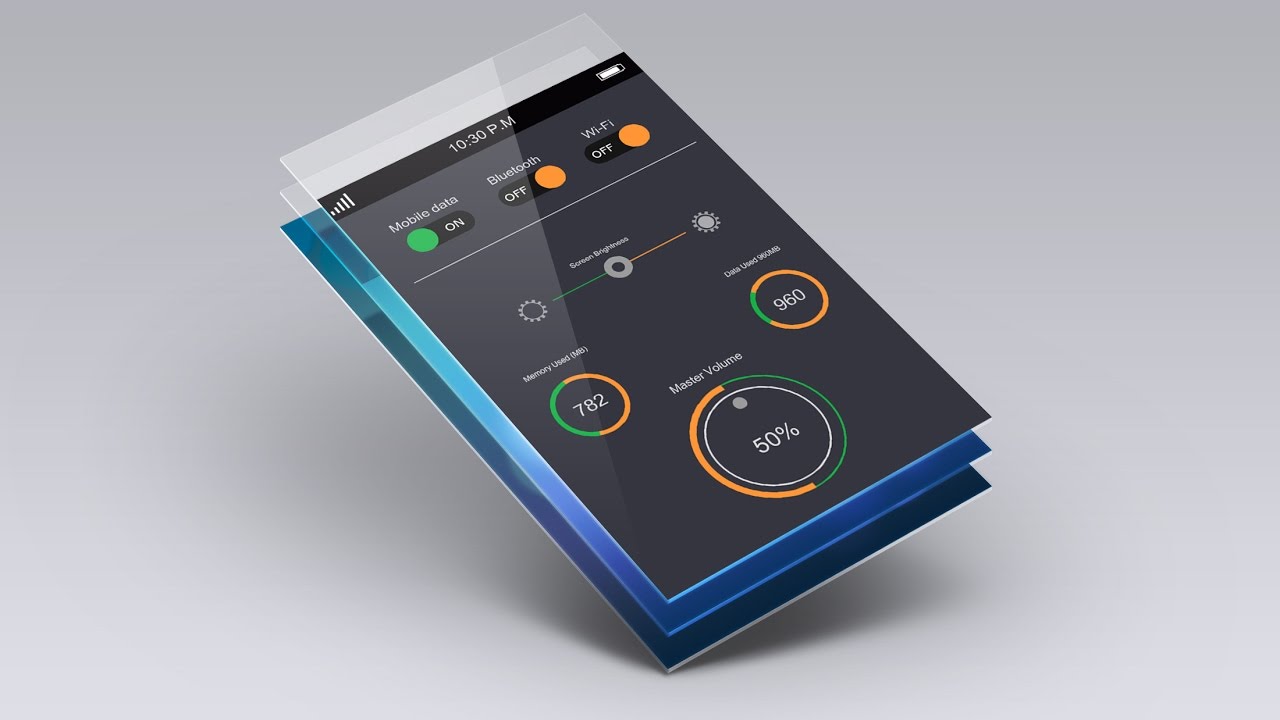 10:30 P.M
Mobile data
ON
Bluetooth
OFF
Wi-Fi
OFF
Screen Brightness
Data Used 960MB
960
Memory Used (MB)
782
Master Volume
50%